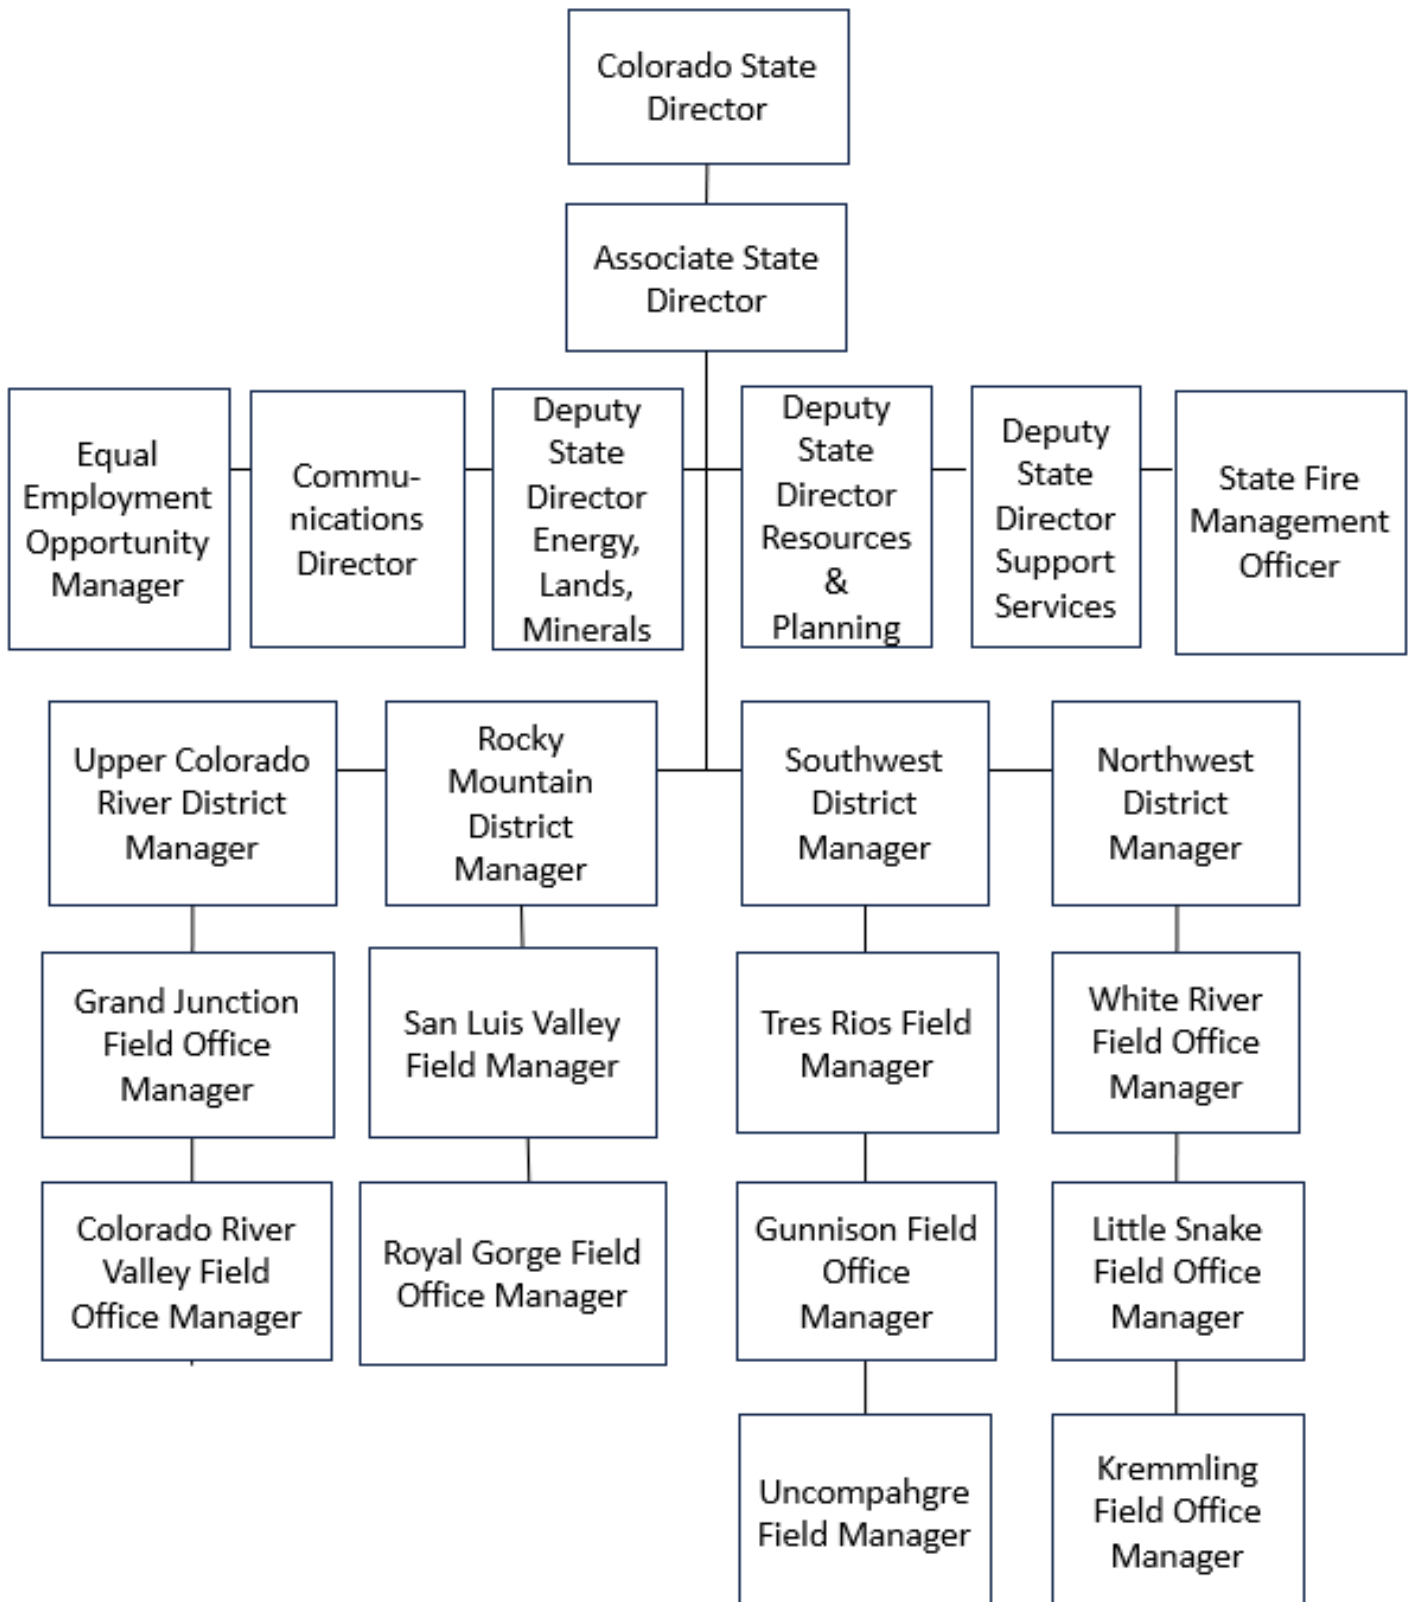 Colorado State
Director
Associate State
Director
Equal
Employment
Opportunity
Manager
Commu-
nications
Director
Deputy
State
Director
Energy,
Lands,
Minerals
Deputy
State
Director
Resources
&
Planning
Deputy
State
Director
Support
Services
State Fire
Management
Officer
Upper Colorado
River District
Manager
Rocky
Mountain
District
Manager
Southwest
District
Manager
Northwest
District
Manager
Grand Junction
Field Office
Manager
San Luis Valley
Field Manager
Tres Rios Field
Manager
White River
Field Office
Manager
Colorado River
Valley Field
Office Manager
Royal Gorge Field
Office Manager
Gunnison Field
Office
Manager
Little Snake
Field Office
Manager
Uncompahgre
Field Manager
Kremmling
Field Office
Manager